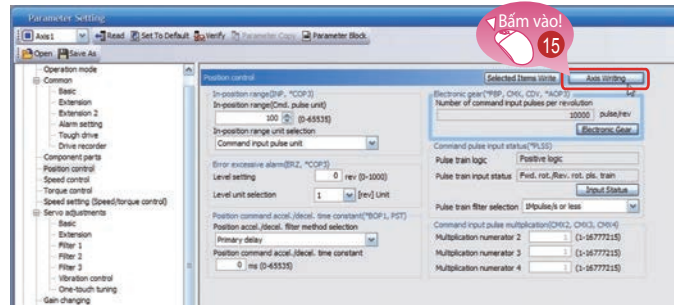 Parameter Setting
Axis1 Read Set To Default Verify Parameter Copy Parameter Block
Open Save As
Bấm vào!
15
Operation mode
Common
Basic
Extension
Extension 2
Alarm setting
Tough drive
Drive recorder
Component parts
Position control
Speed control
Torque control
Speed setting (Speed/torque control)
Servo adjustments
Basic
Extension
Filter 1
Filter 2
Filter 3
Vibration control
One-touch tuning
Gain changing
Position control
Selected Items Write Axis Writing
In-position range(INP, *COP3)
In-position range(Cmd. pulse unit)
100 (0-65535)
In-position range unit selection
Command input pulse unit
Error excessive alarm(ERZ, *COP3)
Level setting 0 rev (0-1000)
Level unit selection 1 [rev] Unit
Position command accel./decel. time constant(*BOP1, PST)
Position accel./decel. filter method selection
Primary delay
Position command accel./decel. time constant
0 ms (0-65535)
Electronic gear(*FBP, CMX, CDV, *AOP3)
Number of command input pulses per revolution
10000 pulse/rev
Electronic Gear
Command pulse input status(*PLSS)
Pulse train logic Positive logic
Pulse train input status Fwd. rot./Rev. rot. pls. train
Input Status
Pulse train filter selection 1Mpulse/s or less
Command input pulse multiplication(CMX2, CMX3, CMX4)
Multiplication numerator 2 1 (1-16777215)
Multiplication numerator 3 1 (1-16777215)
Multiplication numerator 4 1 (1-16777215)